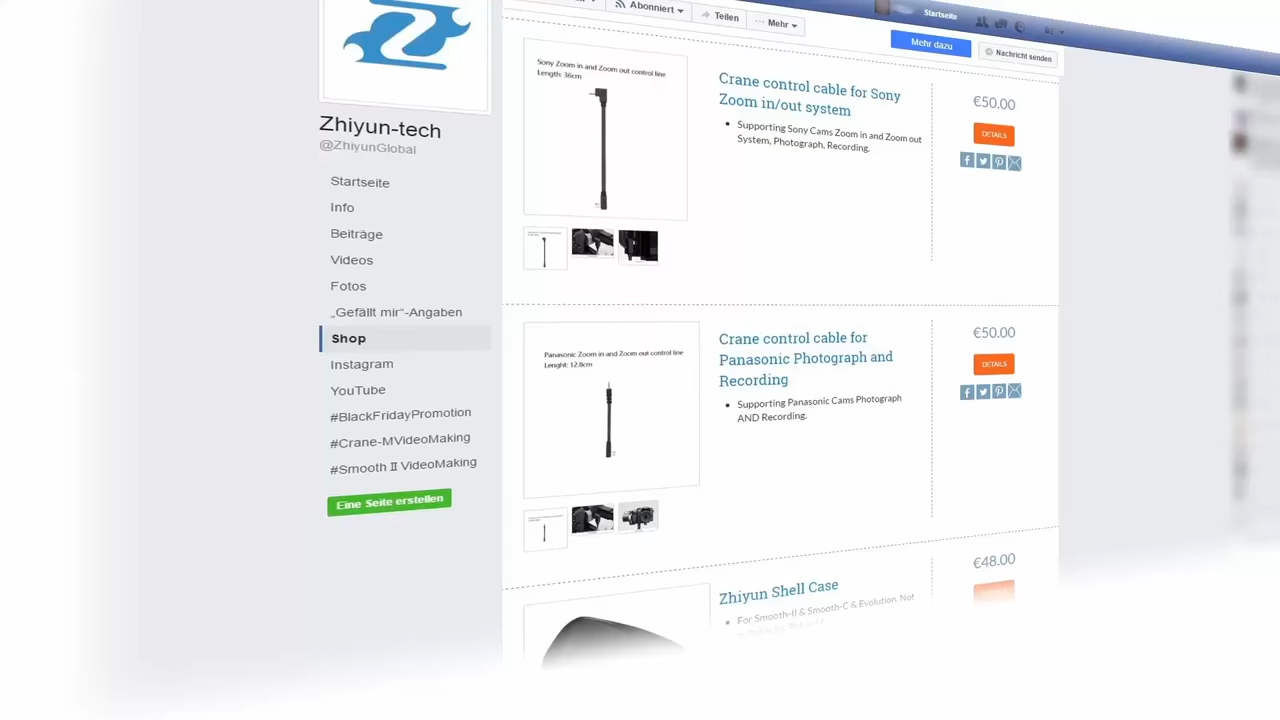 Abonniert
Teilen
Mehr
Startseite
Mehr dazu
Nachricht senden
Zhiyun-tech
@ZhiyunGlobal
Startseite
Info
Beiträge
Videos
Fotos
„Gefällt mir“-Angaben
Shop
Instagram
YouTube
#BlackFridayPromotion
#Crane-MVideoMaking
#Smooth II VideoMaking
Eine Seite erstellen
Sony Zoom in and Zoom out control line
Length: 36cm
Crane control cable for Sony
Zoom in/out system
Supporting Sony Cams Zoom in and Zoom out
System, Photograph, Recording.
€50.00
DETAILS
Panasonic Zoom in and Zoom out control line
Lenght: 12.8cm
Crane control cable for
Panasonic Photograph and
Recording
Supporting Panasonic Cams Photograph
AND Recording.
€50.00
DETAILS
Zhiyun Shell Case
For Smooth-II & Smooth-C & Evolution. Not
€48.00